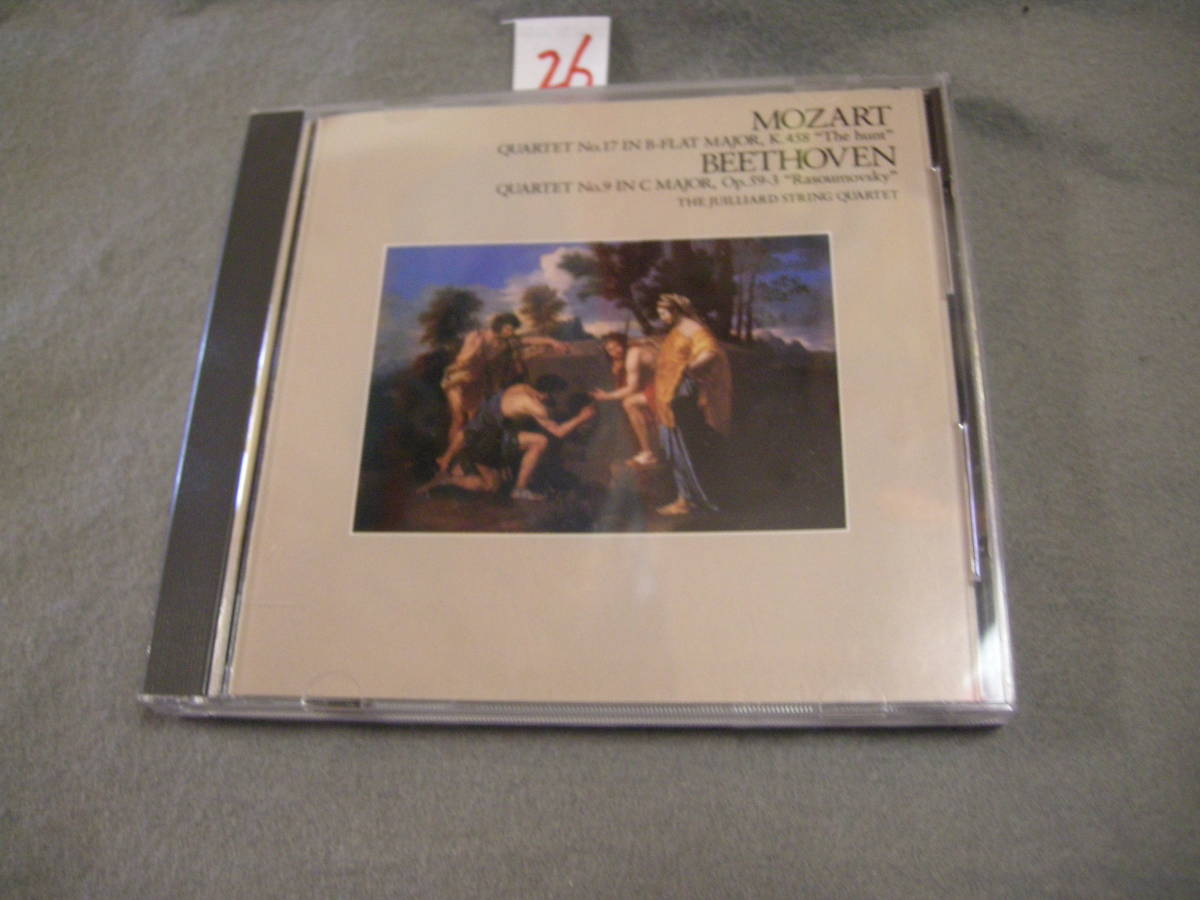 26
MOZART
QUARTET No.17 IN B-FLAT MAJOR, K.458 "The hunt"
BEETHOVEN
QUARTET No.9 IN C MAJOR, Op.59-3 "Rasoumovsky"
THE JUILLIARD STRING QUARTET